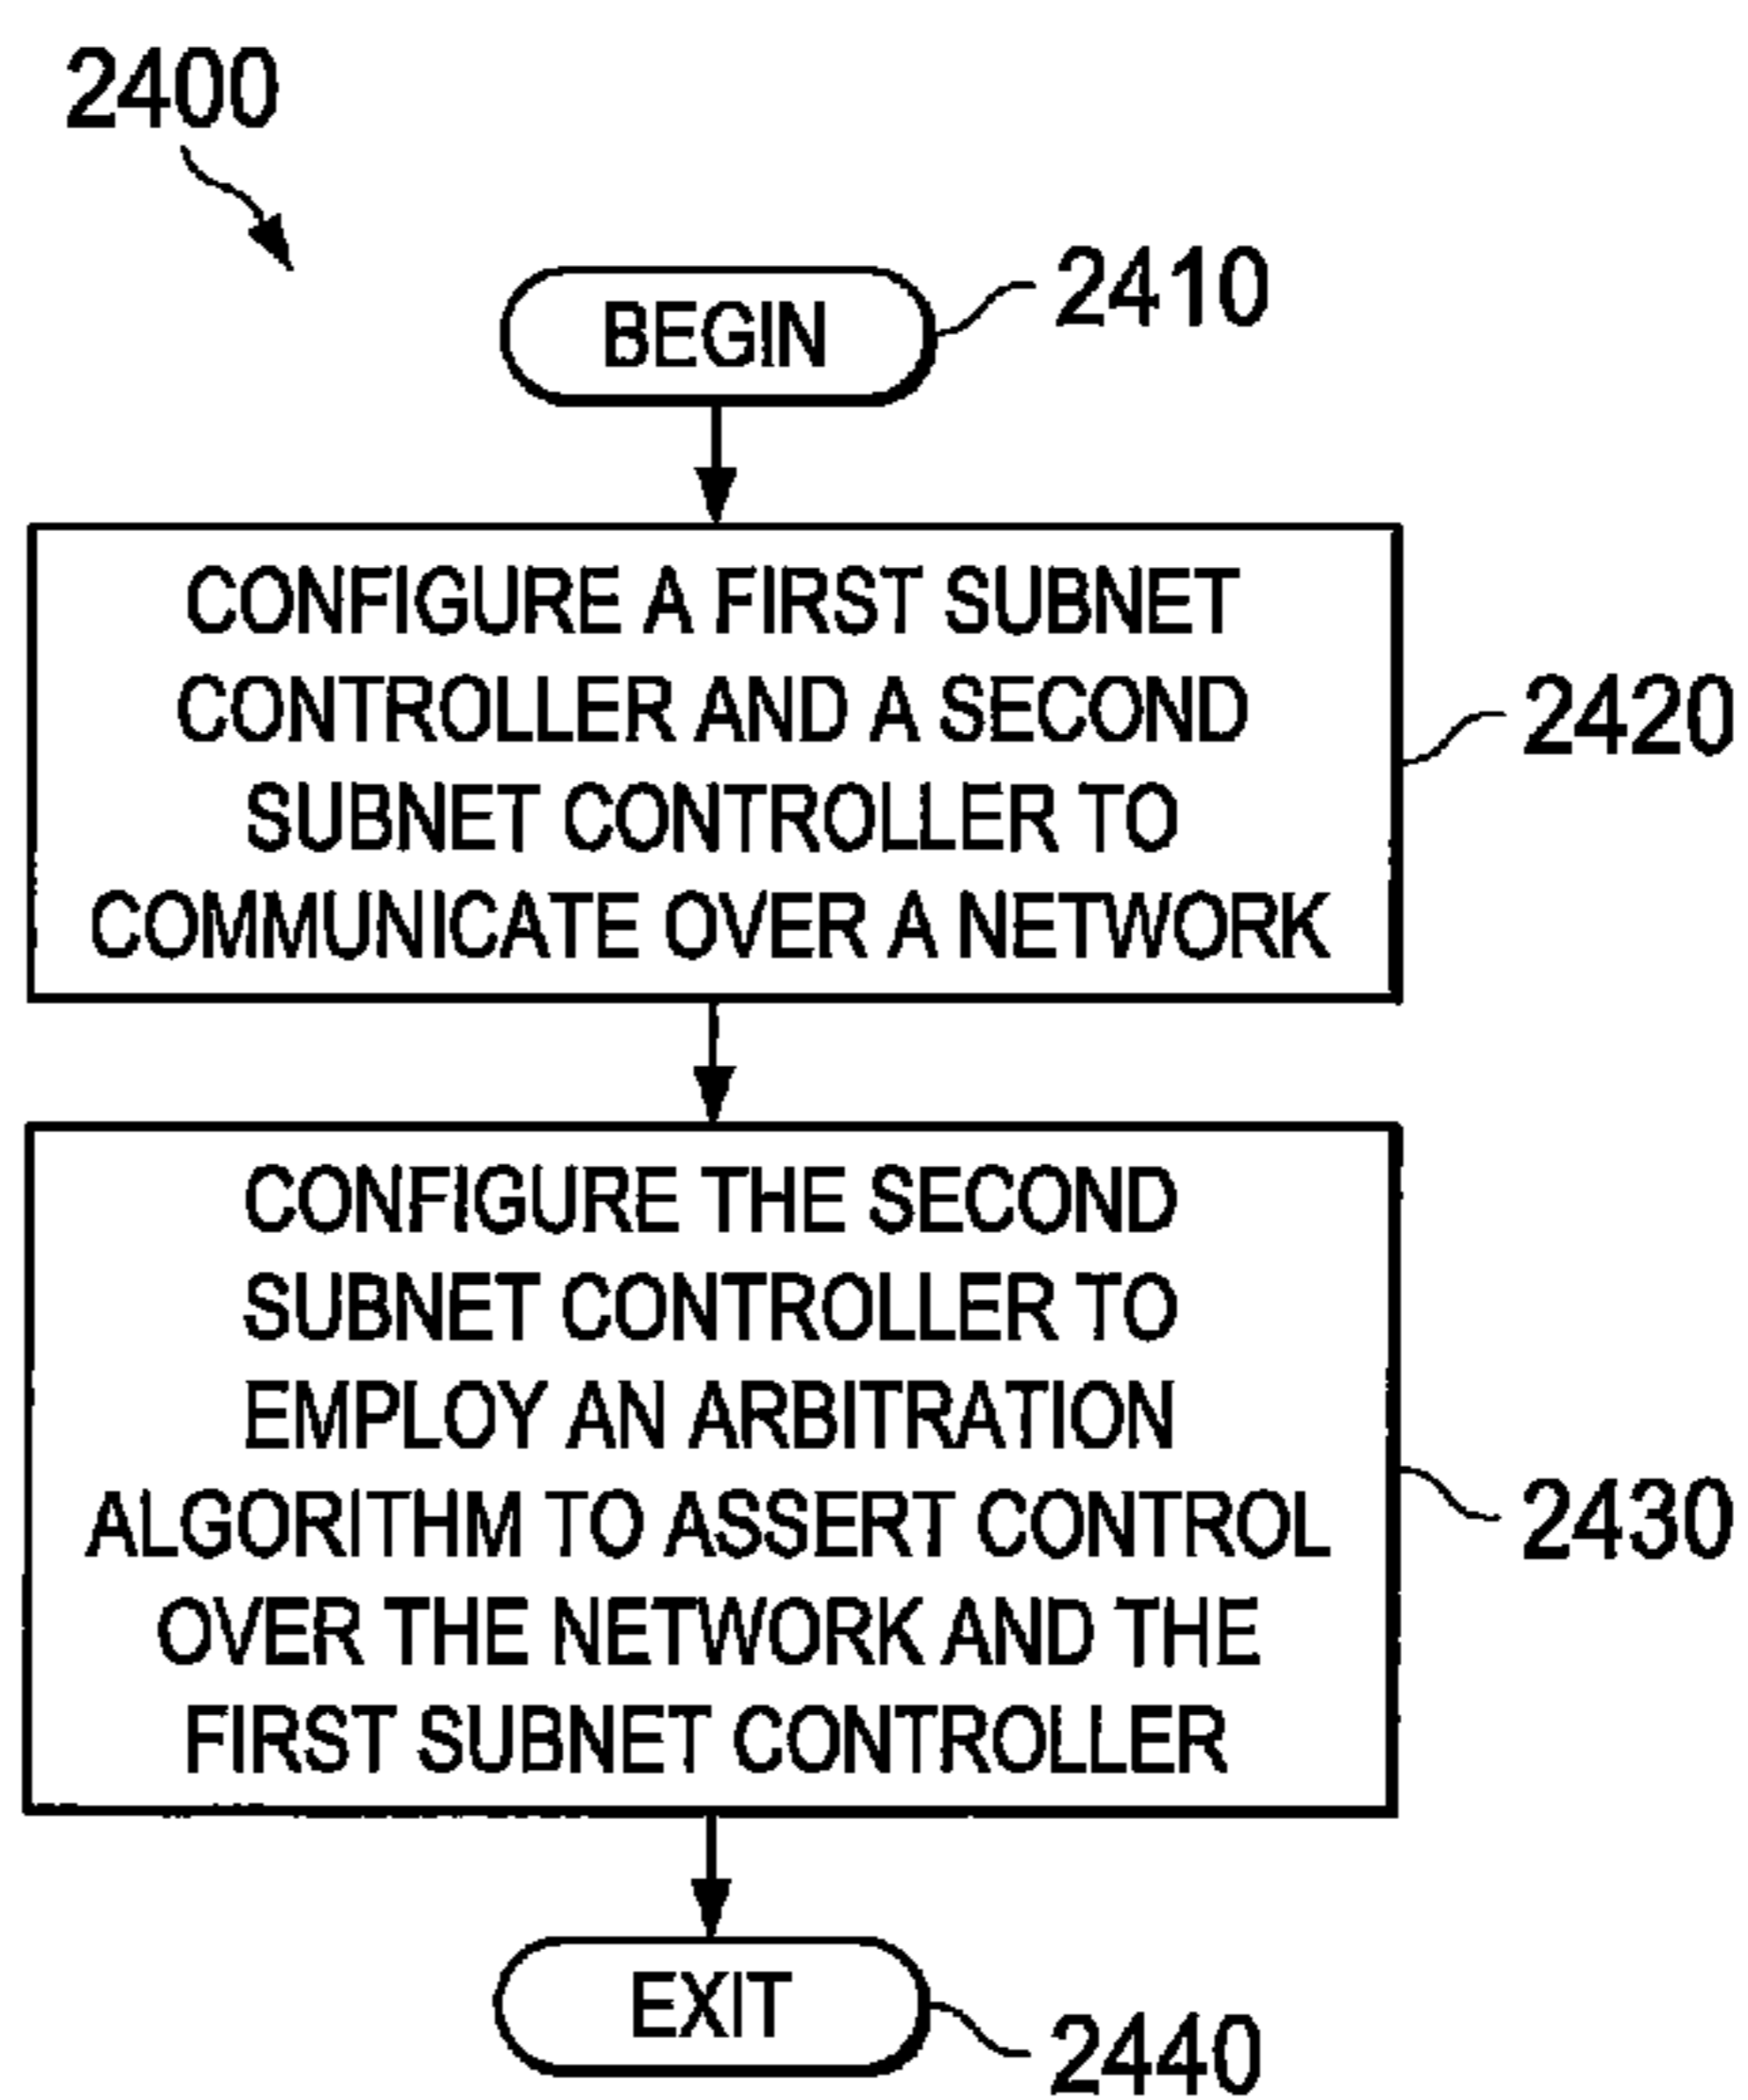 2400
BEGIN
2410
CONFIGURE A FIRST SUBNET
CONTROLLER AND A SECOND
SUBNET CONTROLLER TO
COMMUNICATE OVER A NETWORK
2420
CONFIGURE THE SECOND
SUBNET CONTROLLER TO
EMPLOY AN ARBITRATION
ALGORITHM TO ASSERT CONTROL
OVER THE NETWORK AND THE
FIRST SUBNET CONTROLLER
2430
EXIT
2440